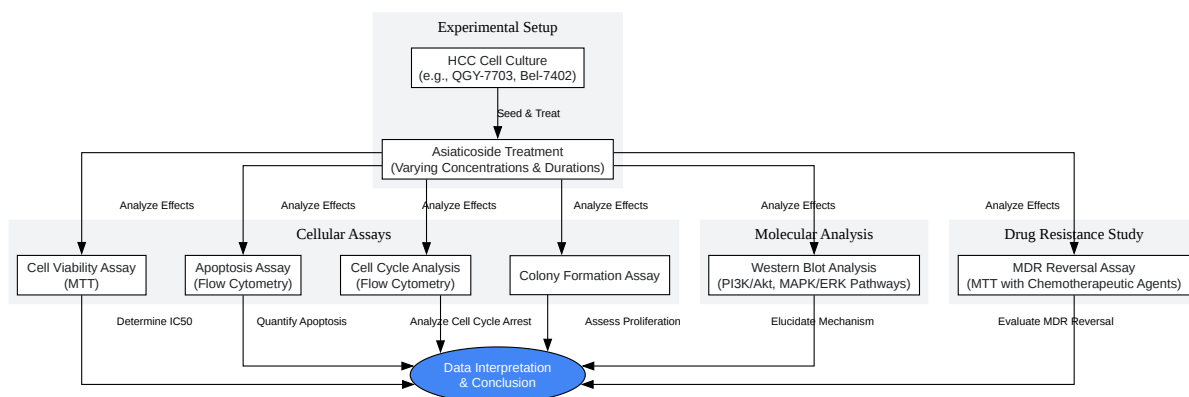 Experimental Setup
HCC Cell Culture
(e.g., QGY-7703, Bel-7402)
Seed & Treat
Asiaticoside Treatment
(Varying Concentrations & Durations)
Analyze Effects
Analyze Effects
Analyze Effects
Analyze Effects
Analyze Effects
Analyze Effects
Cellular Assays
Molecular Analysis
Drug Resistance Study
Cell Viability Assay
(MTT)
Apoptosis Assay
(Flow Cytometry)
Cell Cycle Analysis
(Flow Cytometry)
Colony Formation Assay
Western Blot Analysis
(PI3K/Akt, MAPK/ERK Pathways)
MDR Reversal Assay
(MTT with Chemotherapeutic Agents)
Determine IC50
Quantify Apoptosis
Analyze Cell Cycle Arrest
Assess Proliferation
Elucidate Mechanism
Evaluate MDR Reversal
Data Interpretation
& Conclusion